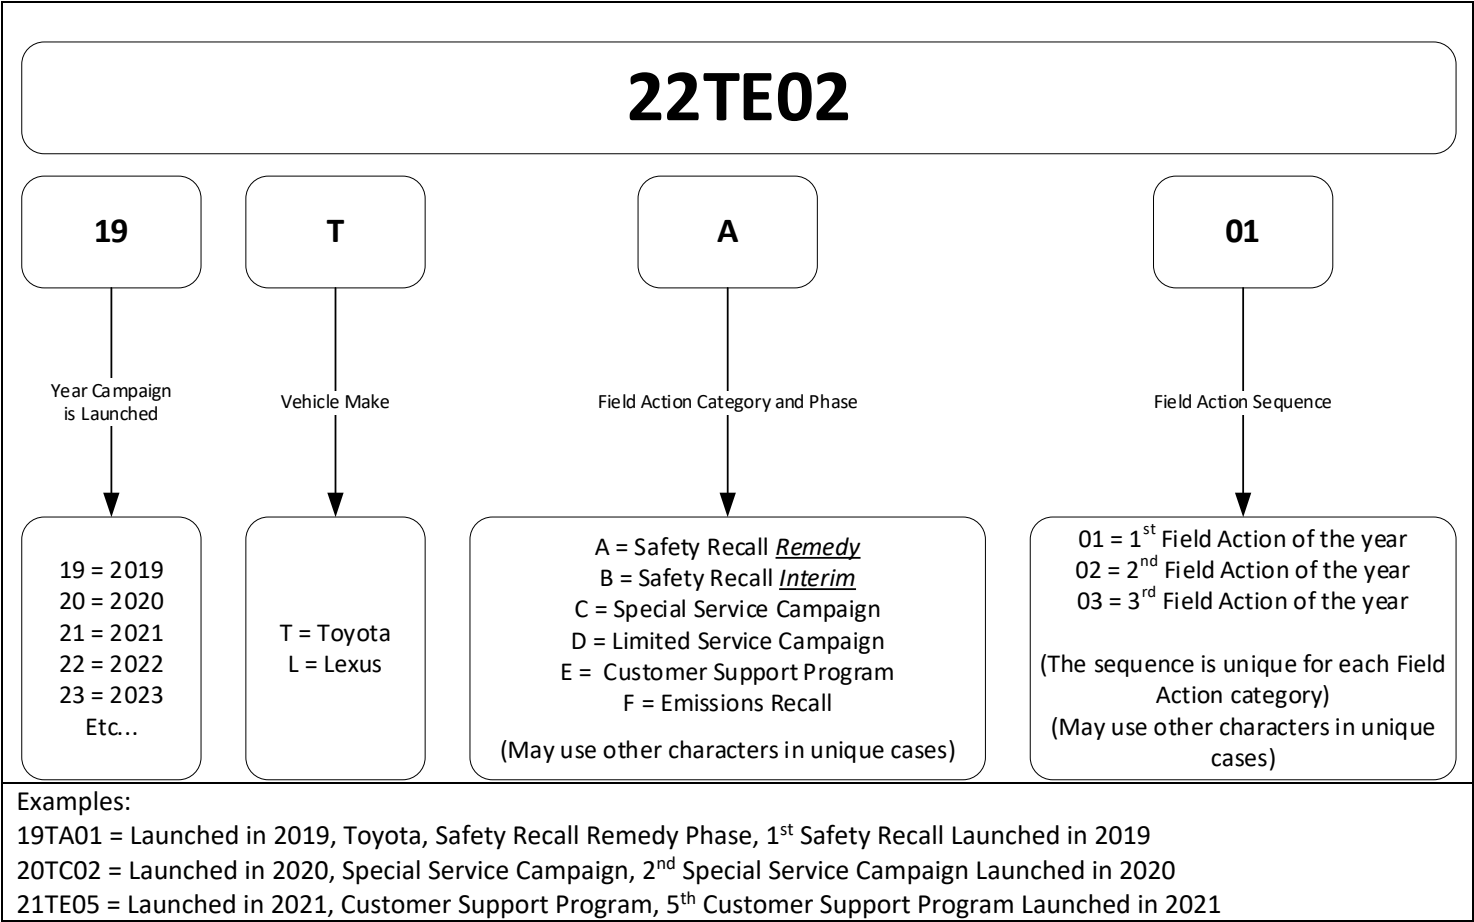 22TE02
19
T
A
01
Year Campaign
is Launched
Vehicle Make
Field Action Category and Phase
Field Action Sequence
19 = 2019
20 = 2020
21 = 2021
22 = 2022
23 = 2023
Etc...
T = Toyota
L = Lexus
A = Safety Recall Remedy
B = Safety Recall Interim
C = Special Service Campaign
D = Limited Service Campaign
E =  Customer Support Program
F = Emissions Recall
(May use other characters in unique cases)
01 = 1st Field Action of the year
02 = 2nd Field Action of the year
03 = 3rd Field Action of the year
(The sequence is unique for each Field
Action category)
(May use other characters in unique
cases)
Examples:
19TA01 = Launched in 2019, Toyota, Safety Recall Remedy Phase, 1st Safety Recall Launched in 2019
20TC02 = Launched in 2020, Special Service Campaign, 2nd Special Service Campaign Launched in 2020
21TE05 = Launched in 2021, Customer Support Program, 5th Customer Support Program Launched in 2021